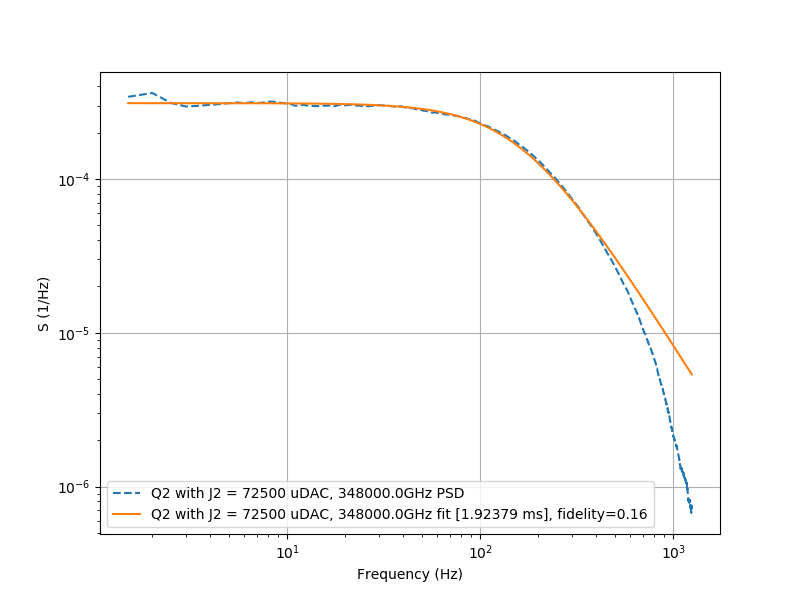 S (1/Hz)
10⁻⁴
10⁻⁵
10⁻⁶
Q2 with J2 = 72500 uDAC, 348000.0GHz PSD
Q2 with J2 = 72500 uDAC, 348000.0GHz fit [1.92379 ms], fidelity=0.16
10¹ 10² 10³
Frequency (Hz)